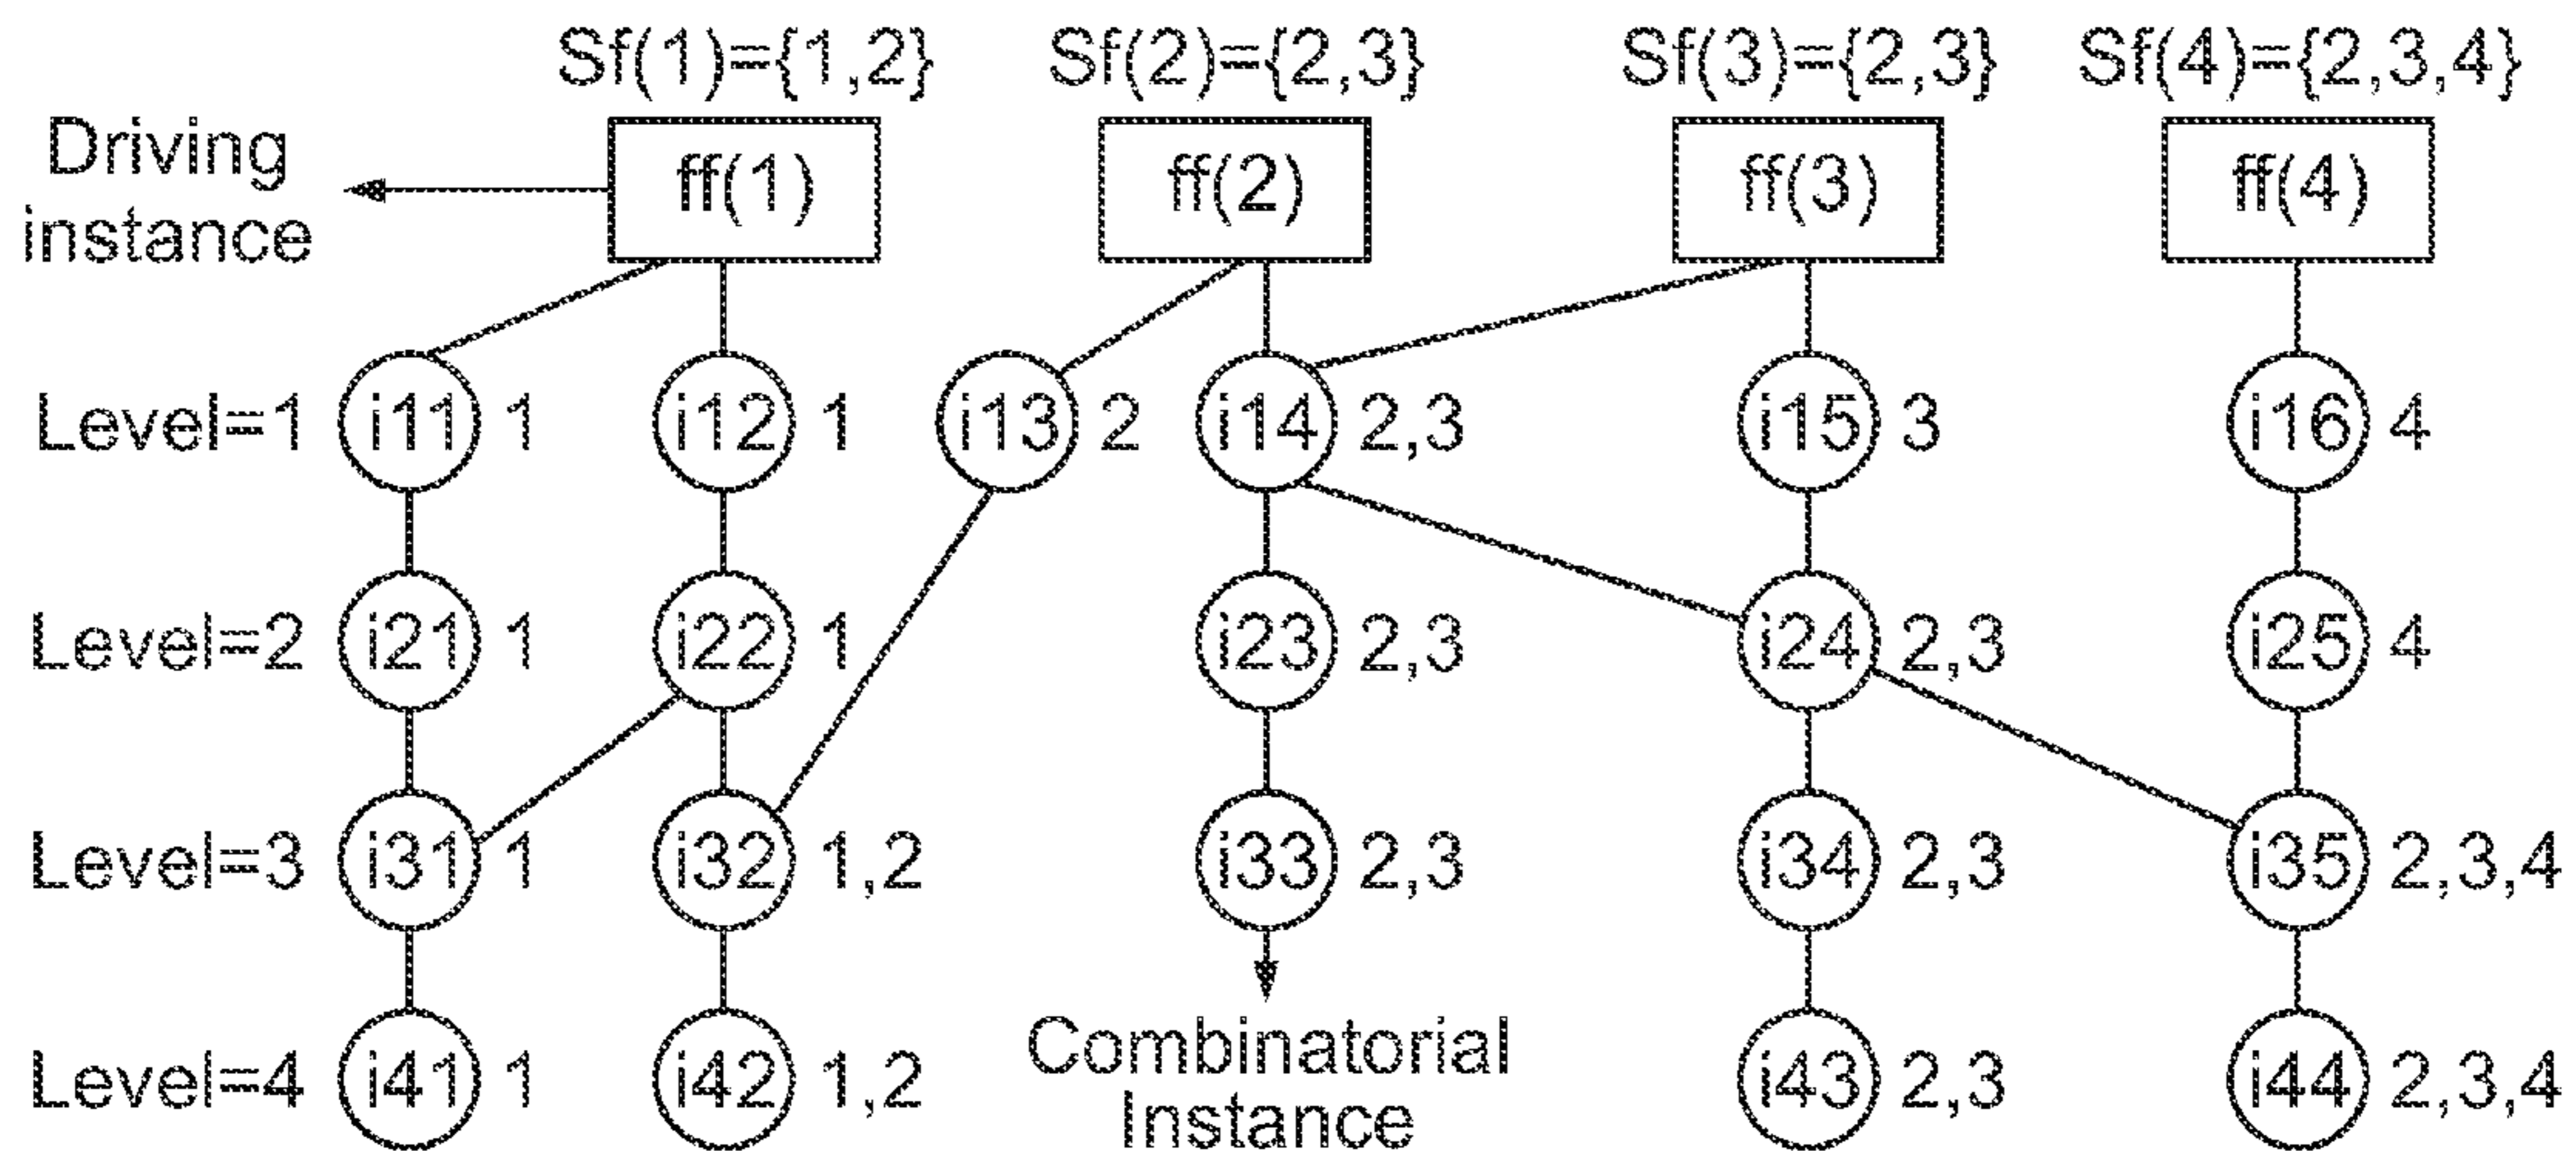 Sf(1)={1,2} Sf(2)={2,3} Sf(3)={2,3} Sf(4)={2,3,4}
Driving
instance
ff(1) ff(2) ff(3) ff(4)
Level=1 i11 1 i12 1 i13 2 i14 2,3 i15 3 i16 4
Level=2 i21 1 i22 1 i23 2,3 i24 2,3 i25 4
Level=3 i31 1 i32 1,2 i33 2,3 i34 2,3 i35 2,3,4
Level=4 i41 1 i42 1,2 i43 2,3 i44 2,3,4
Combinatorial
Instance